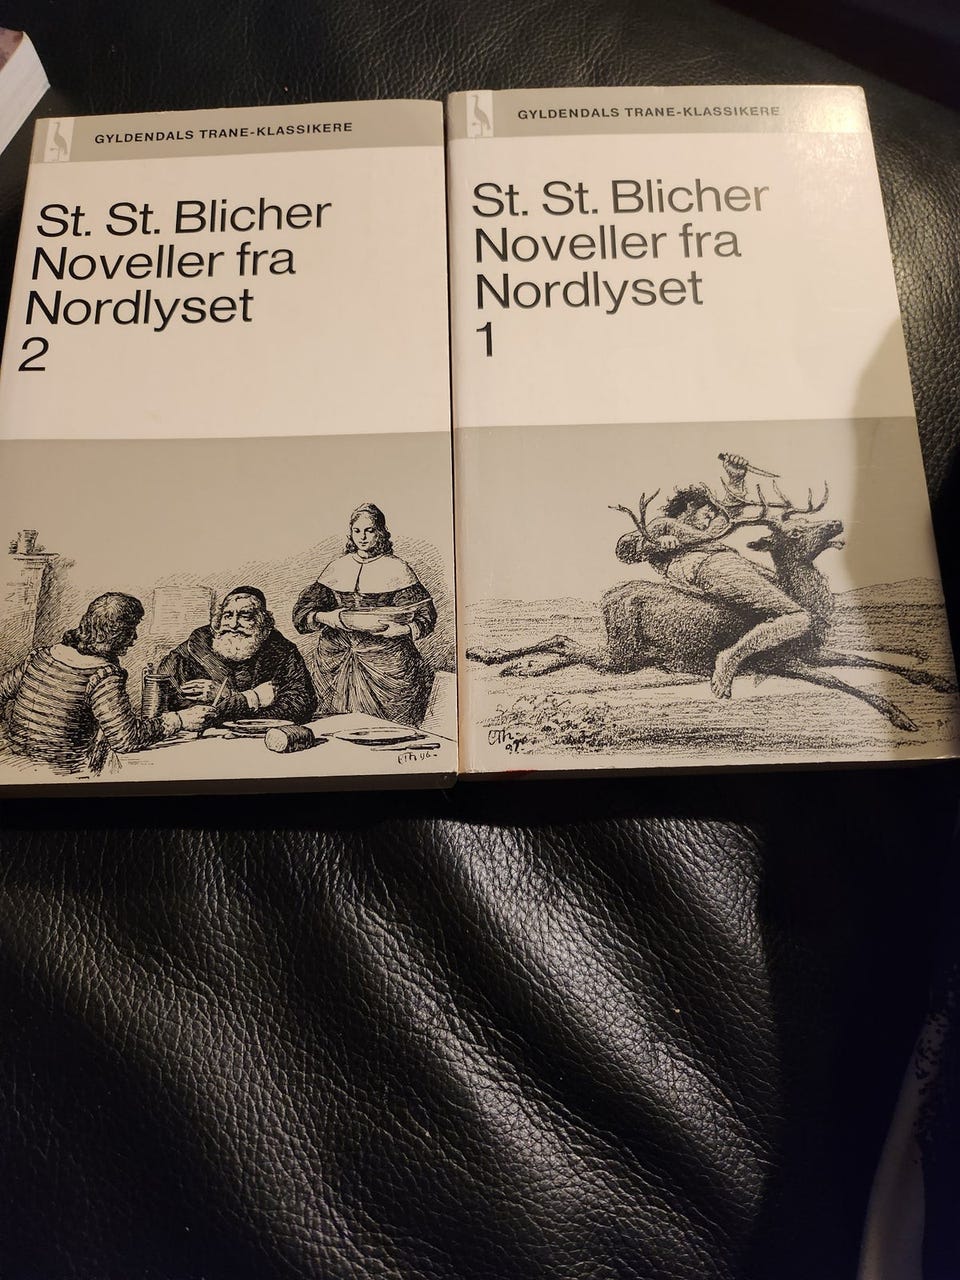 GYLDENDALS TRANE-KLASSIKERE
St. St. Blicher
Noveller fra
Nordlyset
2
GYLDENDALS TRANE-KLASSIKERE
St. St. Blicher
Noveller fra
Nordlyset
1